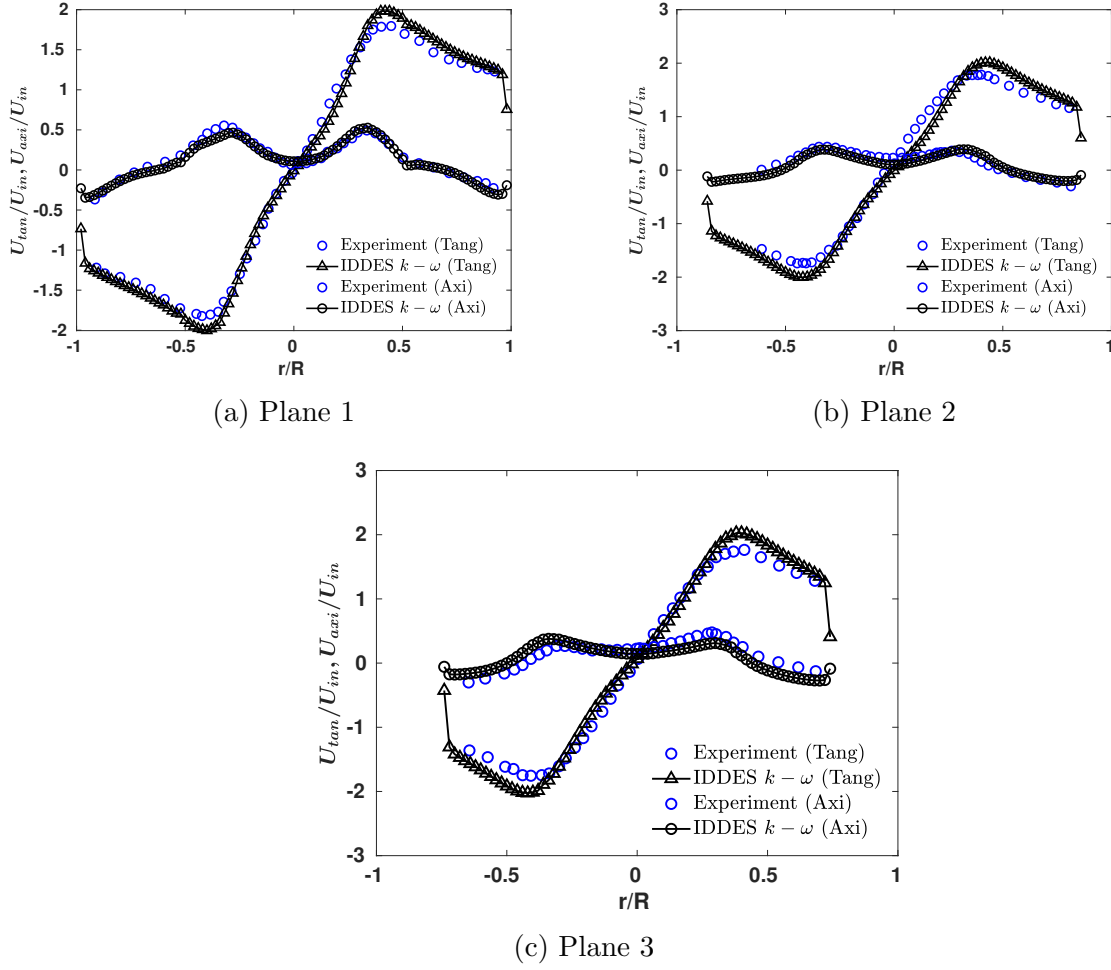 2
1.5
1
0.5
0
-0.5
-1
-1.5
-2
U_{tan}/U_{in}, U_{axi}/U_{in}
Experiment (Tang)
IDDES k − ω (Tang)
Experiment (Axi)
IDDES k − ω (Axi)
-1 -0.5 0 0.5 1
r/R
(a) Plane 1
3
2
1
0
-1
-2
-3
U_{tan}/U_{in}, U_{axi}/U_{in}
Experiment (Tang)
IDDES k − ω (Tang)
Experiment (Axi)
IDDES k − ω (Axi)
-1 -0.5 0 0.5 1
r/R
(b) Plane 2
3
2
1
0
-1
-2
-3
U_{tan}/U_{in}, U_{axi}/U_{in}
Experiment (Tang)
IDDES k − ω (Tang)
Experiment (Axi)
IDDES k − ω (Axi)
-1 -0.5 0 0.5 1
r/R
(c) Plane 3